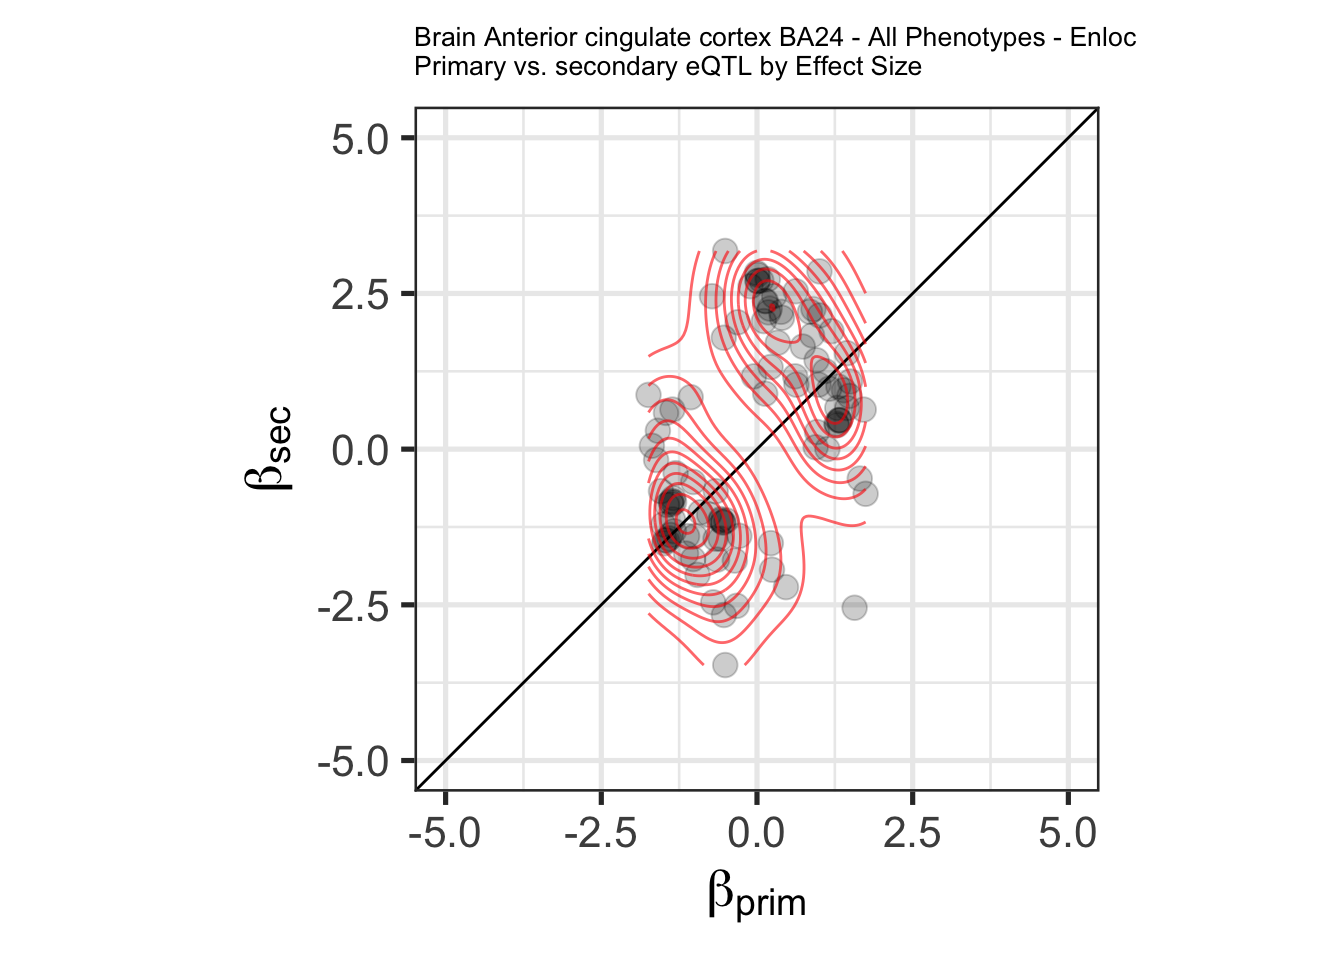 Brain Anterior cingulate cortex BA24 - All Phenotypes - Enloc
Primary vs. secondary eQTL by Effect Size
5.0
2.5
0.0
-2.5
-5.0
βsec
-5.0 -2.5 0.0 2.5 5.0
βprim